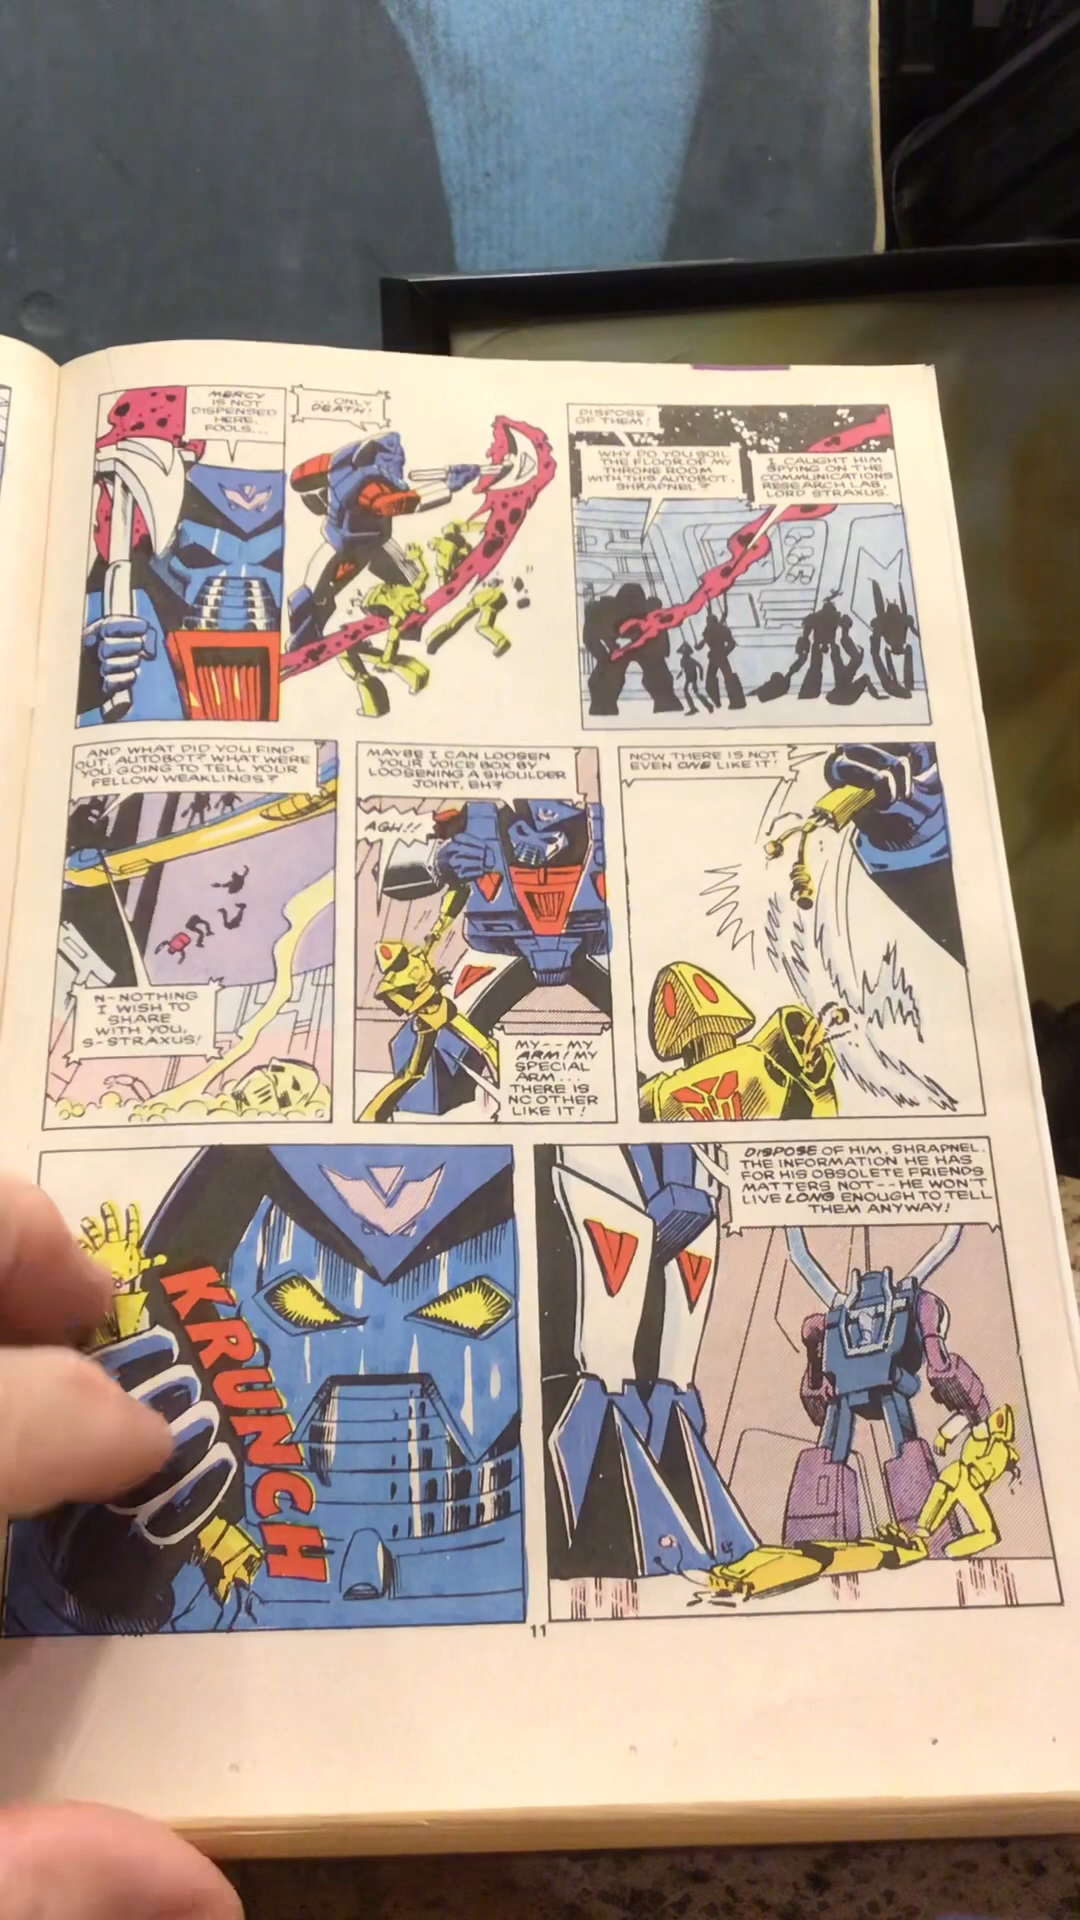 MERCY
IS NOT
DISPENSED
HERE,
FOOLS...
...ONLY
DEATH!
DISPOSE
OF THEM!
WHY DO YOU SOIL
THE FLOOR OF MY
THRONE ROOM
WITH THIS AUTOBOT,
SHRAPNEL?
I CAUGHT HIM
SPYING ON THE
COMMUNICATIONS
RESEARCH LAB,
LORD STRAXUS.
AND WHAT DID YOU FIND
OUT, AUTOBOT? WHAT WERE
YOU GOING TO TELL YOUR
FELLOW WEAKLINGS?
N-NOTHING
I WISH TO
SHARE
WITH YOU,
S-STRAXUS!
MAYBE I CAN LOOSEN
YOUR VOICE BOX BY
LOOSENING A SHOULDER
JOINT, EH?
AGH!!
MY-- MY
ARM! MY
SPECIAL
ARM...
THERE IS
NO OTHER
LIKE IT!
NOW THERE IS NOT
EVEN ONE LIKE IT!
KRUNCH
DISPOSE OF HIM, SHRAPNEL.
THE INFORMATION HE HAS
FOR HIS OBSOLETE FRIENDS
MATTERS NOT--HE WON'T
LIVE LONG ENOUGH TO TELL
THEM ANYWAY!
11